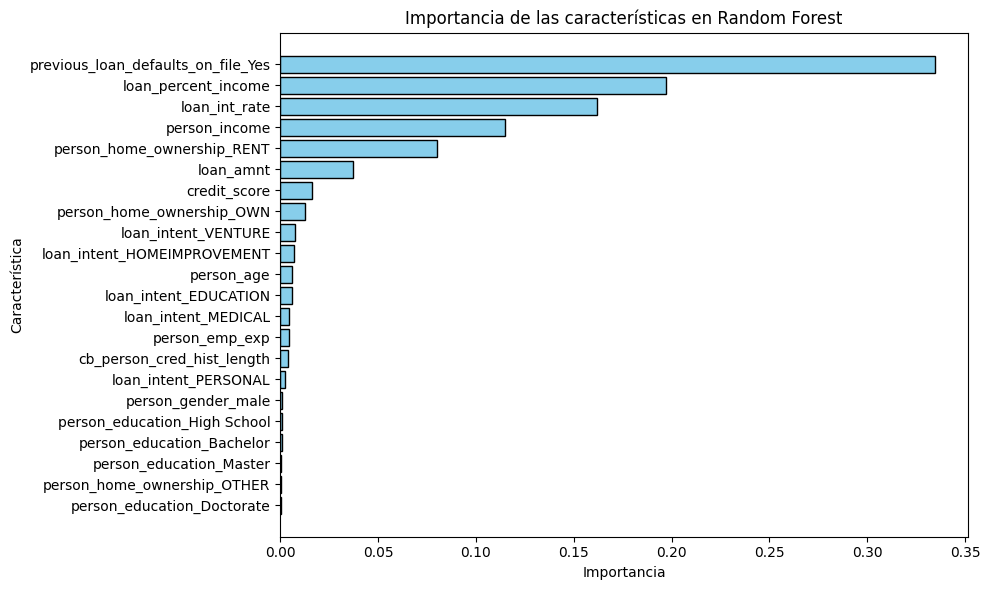 Importancia de las características en Random Forest
Característica
previous_loan_defaults_on_file_Yes
loan_percent_income
loan_int_rate
person_income
person_home_ownership_RENT
loan_amnt
credit_score
person_home_ownership_OWN
loan_intent_VENTURE
loan_intent_HOMEIMPROVEMENT
person_age
loan_intent_EDUCATION
loan_intent_MEDICAL
person_emp_exp
cb_person_cred_hist_length
loan_intent_PERSONAL
person_gender_male
person_education_High School
person_education_Bachelor
person_education_Master
person_home_ownership_OTHER
person_education_Doctorate
0.00 0.05 0.10 0.15 0.20 0.25 0.30 0.35
Importancia